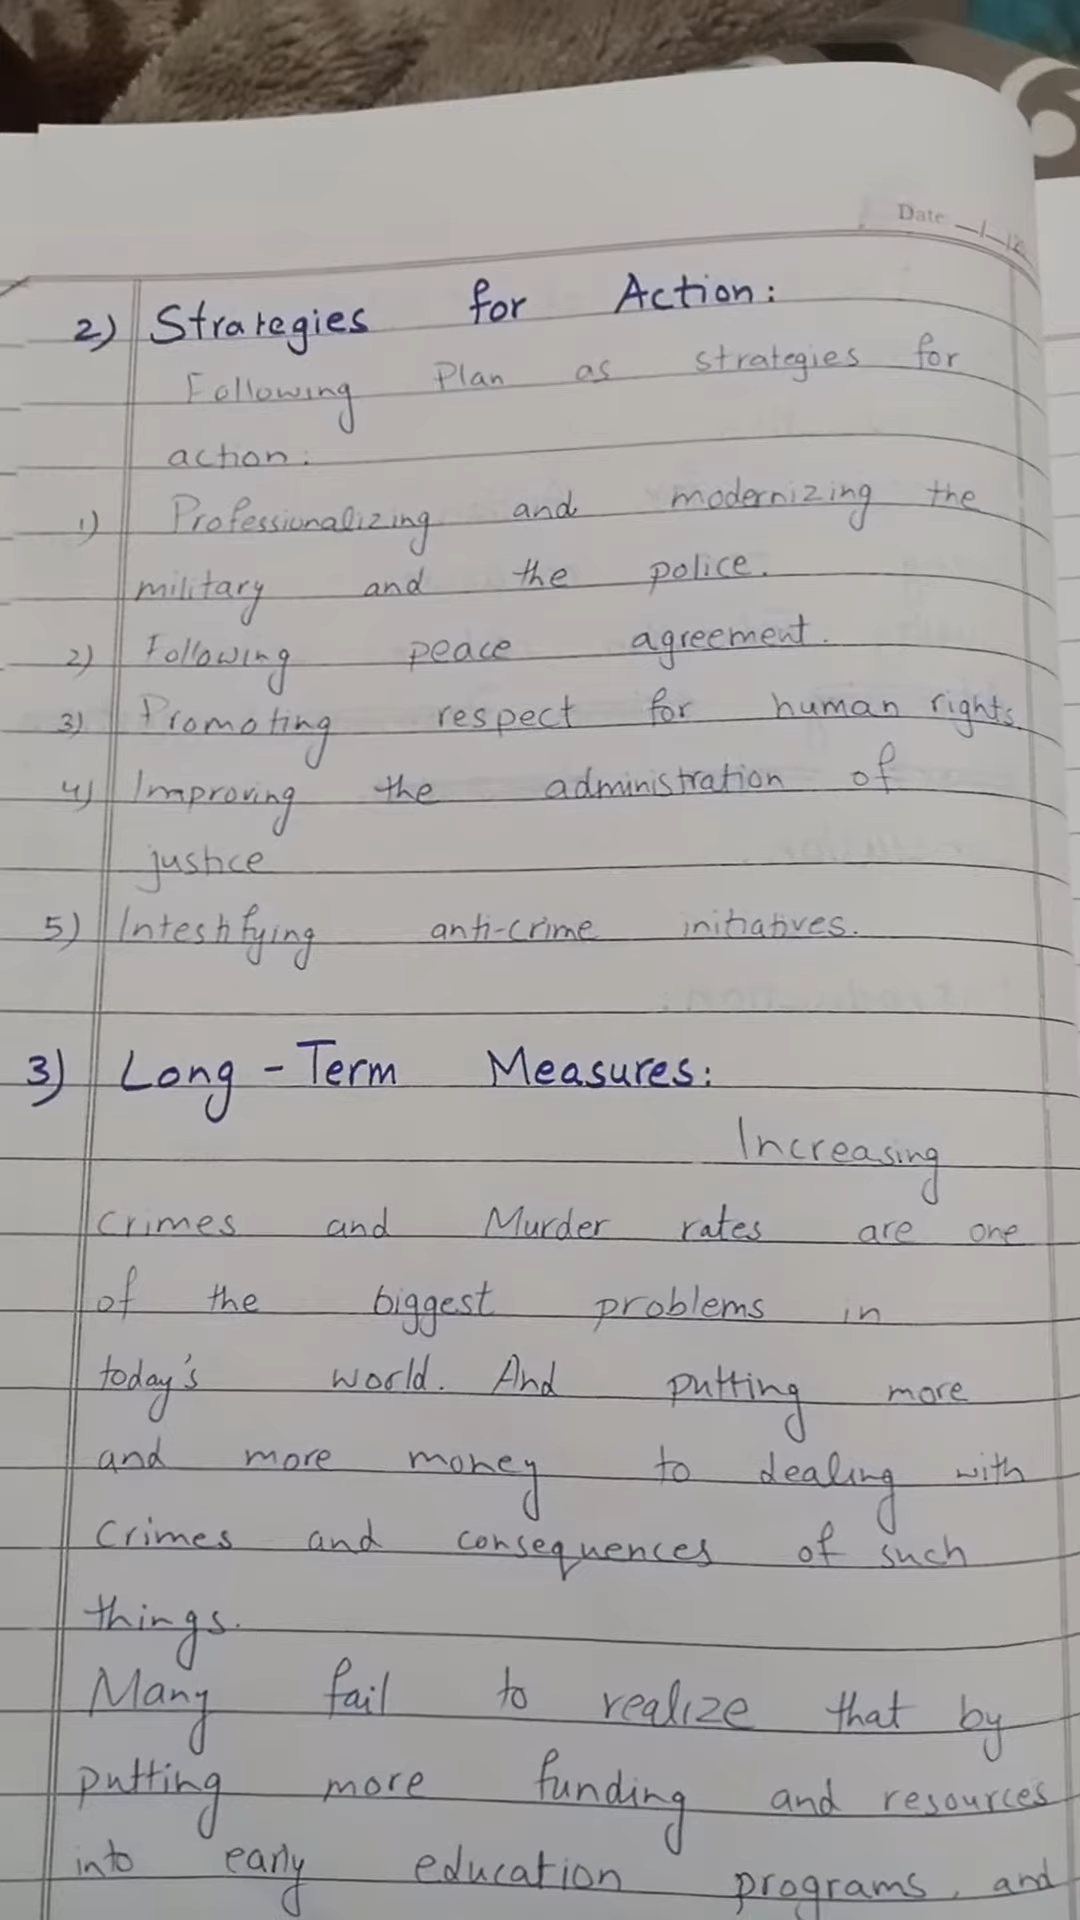 Date
2) Strategies for Action:
Following Plan as strategies for
action:
1) Professionalizing and modernizing the
military and the police.
2) Following peace agreement.
3) Promoting respect for human rights.
4) Improving the administration of
justice
5) Intestifying anti-crime initiatives.
3) Long-Term Measures:
Increasing
crimes and Murder rates are one
of the biggest problems in
today's world. And putting more
and more money to dealing with
crimes and consequences of such
things.
Many fail to realize that by
putting more funding and resources
into early education programs, and